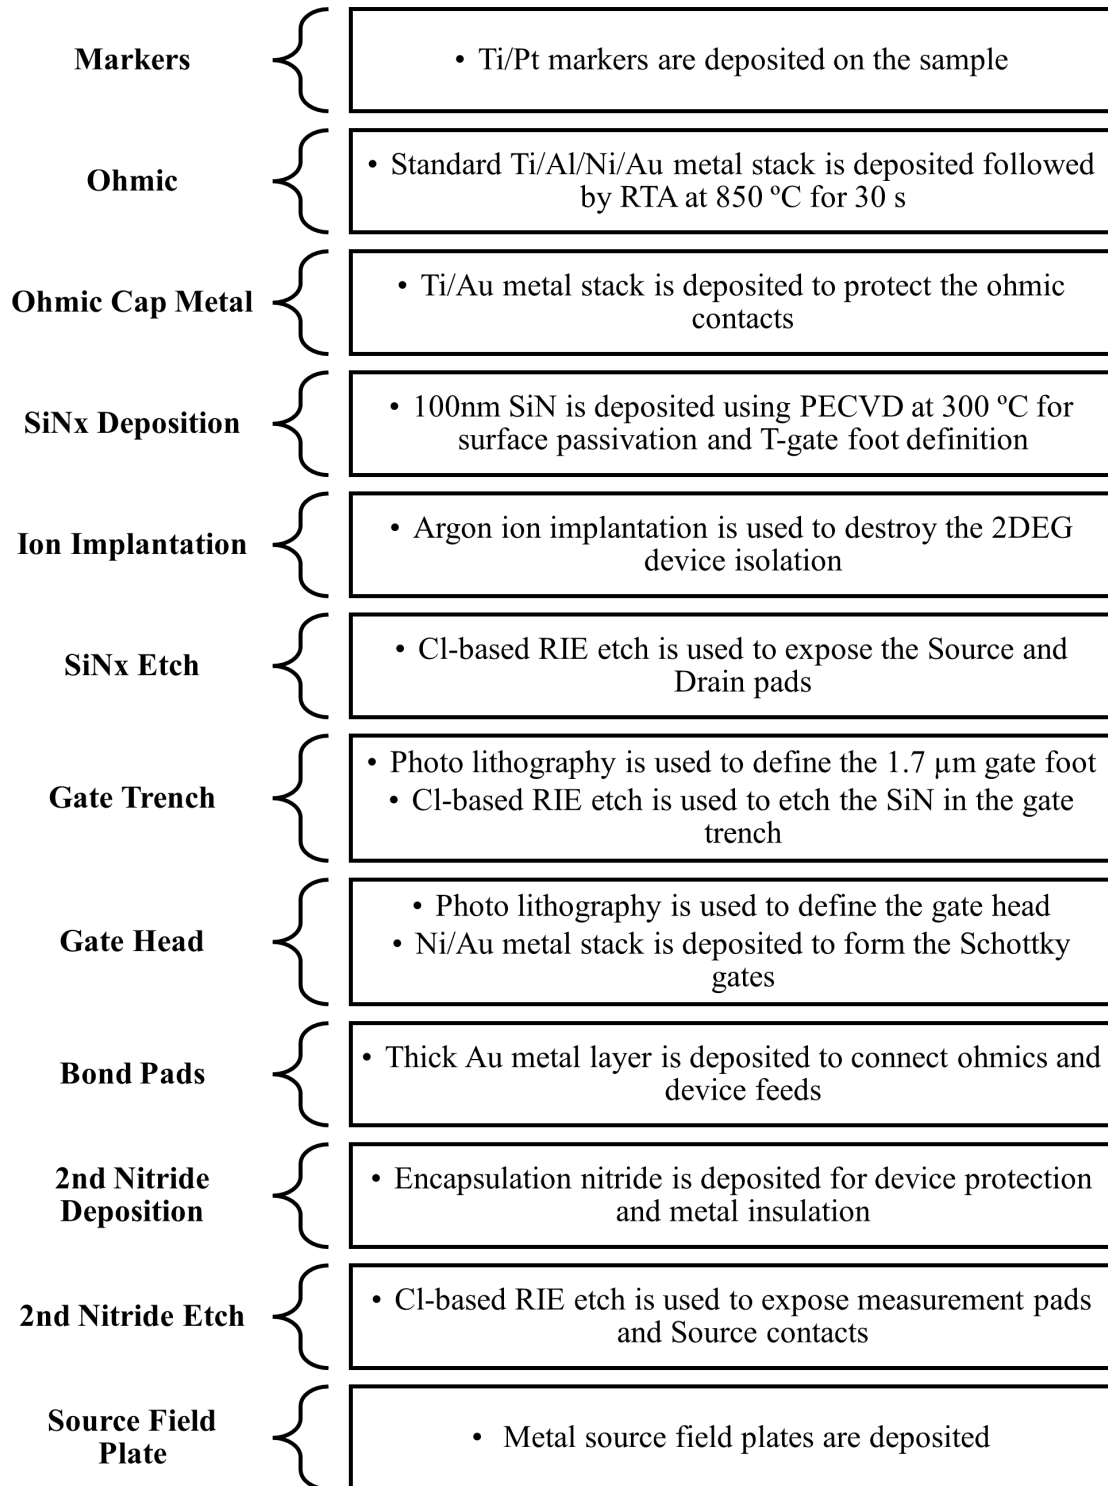 Markers
• Ti/Pt markers are deposited on the sample
Ohmic
• Standard Ti/Al/Ni/Au metal stack is deposited followed
by RTA at 850 ºC for 30 s
Ohmic Cap Metal
• Ti/Au metal stack is deposited to protect the ohmic
contacts
SiNx Deposition
• 100nm SiN is deposited using PECVD at 300 ºC for
surface passivation and T-gate foot definition
Ion Implantation
• Argon ion implantation is used to destroy the 2DEG
device isolation
SiNx Etch
• Cl-based RIE etch is used to expose the Source and
Drain pads
Gate Trench
• Photo lithography is used to define the 1.7 µm gate foot
• Cl-based RIE etch is used to etch the SiN in the gate
trench
Gate Head
• Photo lithography is used to define the gate head
• Ni/Au metal stack is deposited to form the Schottky
gates
Bond Pads
• Thick Au metal layer is deposited to connect ohmics and
device feeds
2nd Nitride
Deposition
• Encapsulation nitride is deposited for device protection
and metal insulation
2nd Nitride Etch
• Cl-based RIE etch is used to expose measurement pads
and Source contacts
Source Field
Plate
• Metal source field plates are deposited